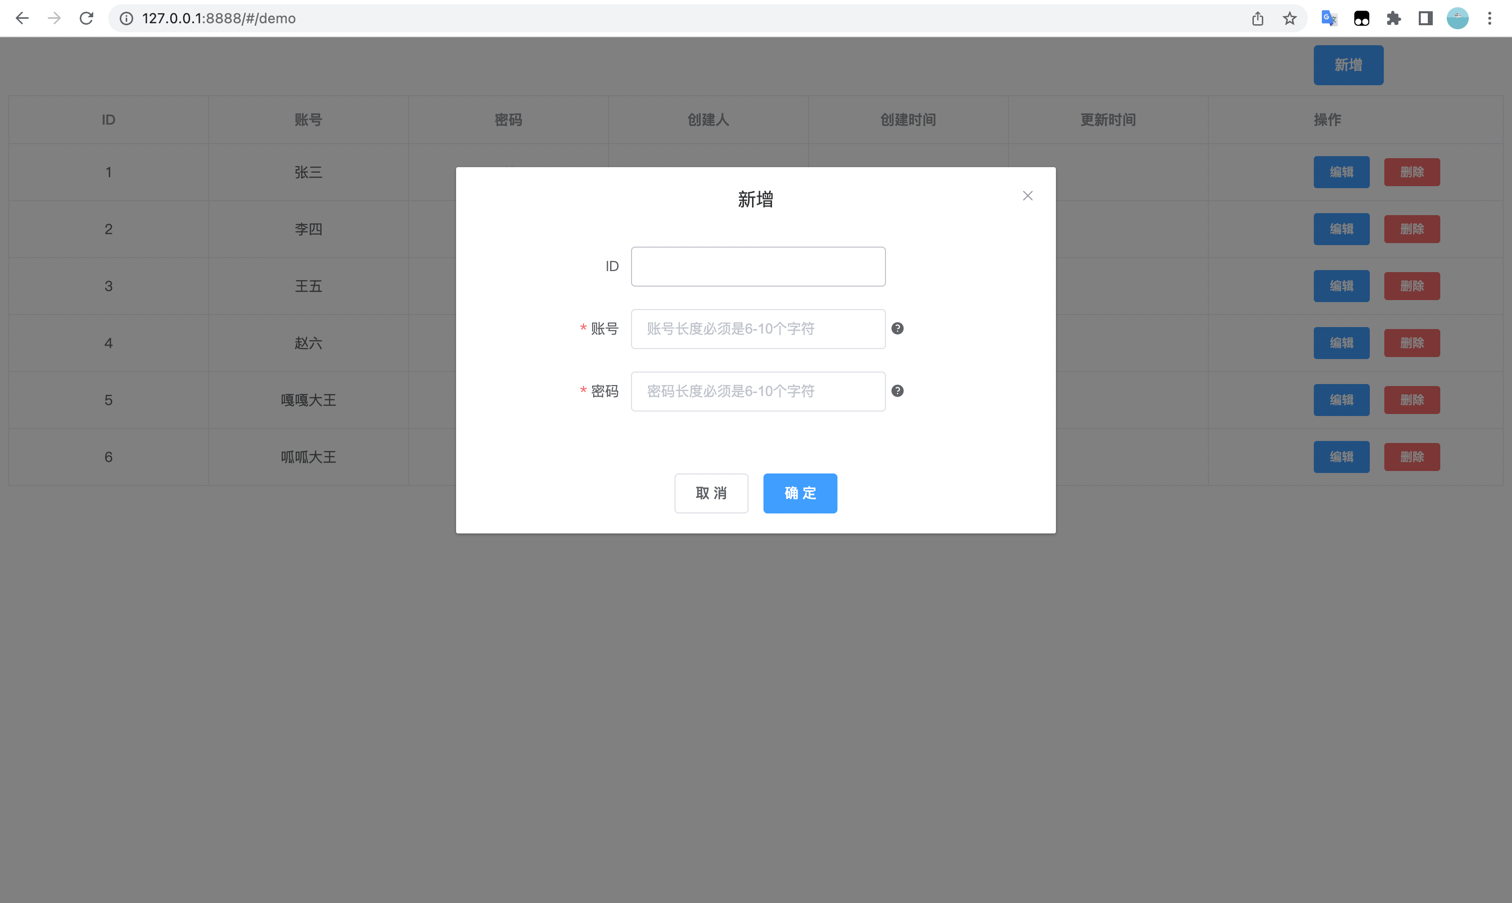 127.0.0.1:8888/#/demo
新增
ID 账号 密码 创建人 创建时间 更新时间 操作
1 张三 编辑 删除
2 李四 编辑 删除
3 王五 编辑 删除
4 赵六 编辑 删除
5 嘎嘎大王 编辑 删除
6 呱呱大王 编辑 删除
新增
ID
* 账号 账号长度必须是6-10个字符
* 密码 密码长度必须是6-10个字符
取 消 确 定